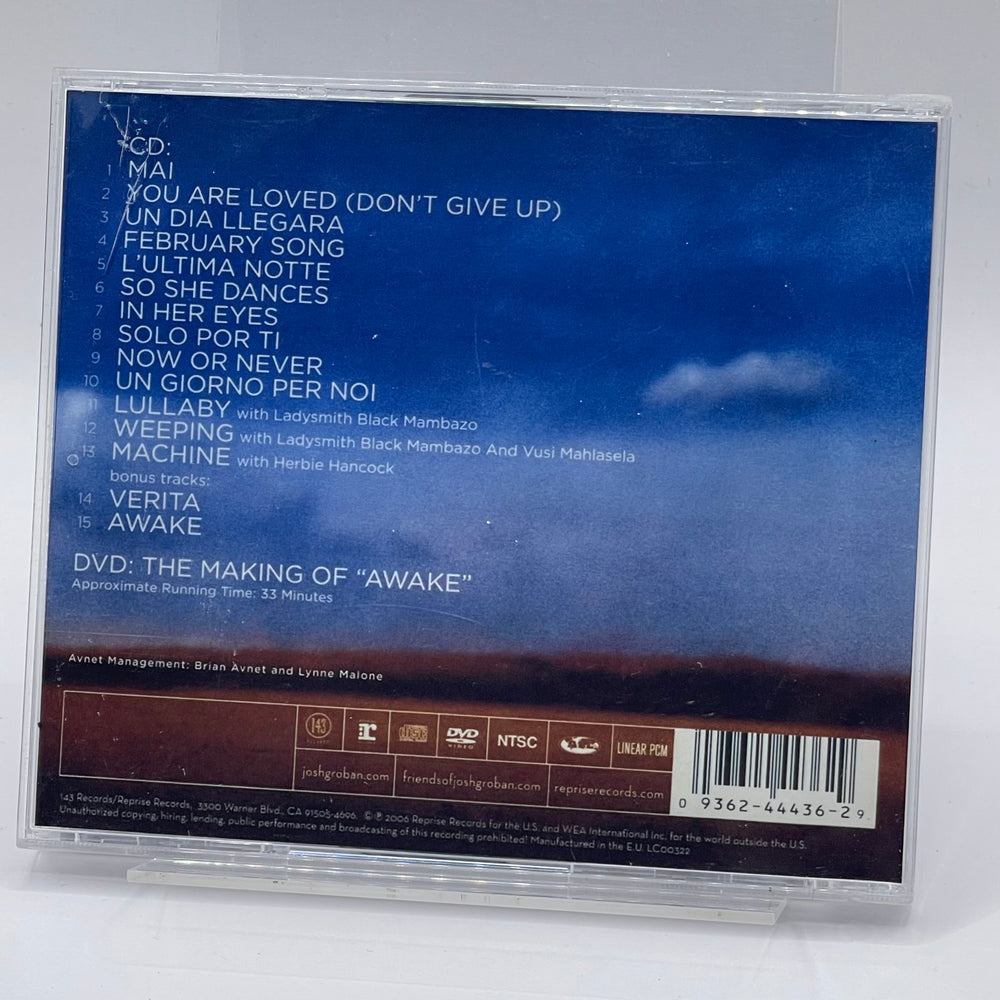 CD:
1 MAI
2 YOU ARE LOVED (DON'T GIVE UP)
3 UN DIA LLEGARA
4 FEBRUARY SONG
5 L'ULTIMA NOTTE
6 SO SHE DANCES
7 IN HER EYES
8 SOLO POR TI
9 NOW OR NEVER
10 UN GIORNO PER NOI
11 LULLABY with Ladysmith Black Mambazo
12 WEEPING with Ladysmith Black Mambazo And Vusi Mahlasela
13 MACHINE with Herbie Hancock
bonus tracks:
14 VERITA
15 AWAKE
DVD: THE MAKING OF “AWAKE”
Approximate Running Time: 33 Minutes
Avnet Management: Brian Avnet and Lynne Malone
143 r DVD VIDEO NTSC LINEAR PCM
joshgroban.com friendsofjoshgroban.com repriserecords.com
0 9362-44436-2 9
143 Records/Reprise Records, 3300 Warner Blvd., CA 91505-4696. © ℗ 2006 Reprise Records for the U.S. and WEA International Inc. for the world outside the U.S.
Unauthorized copying, hiring, lending, public performance and broadcasting of this recording prohibited! Manufactured in the E.U. LC00322